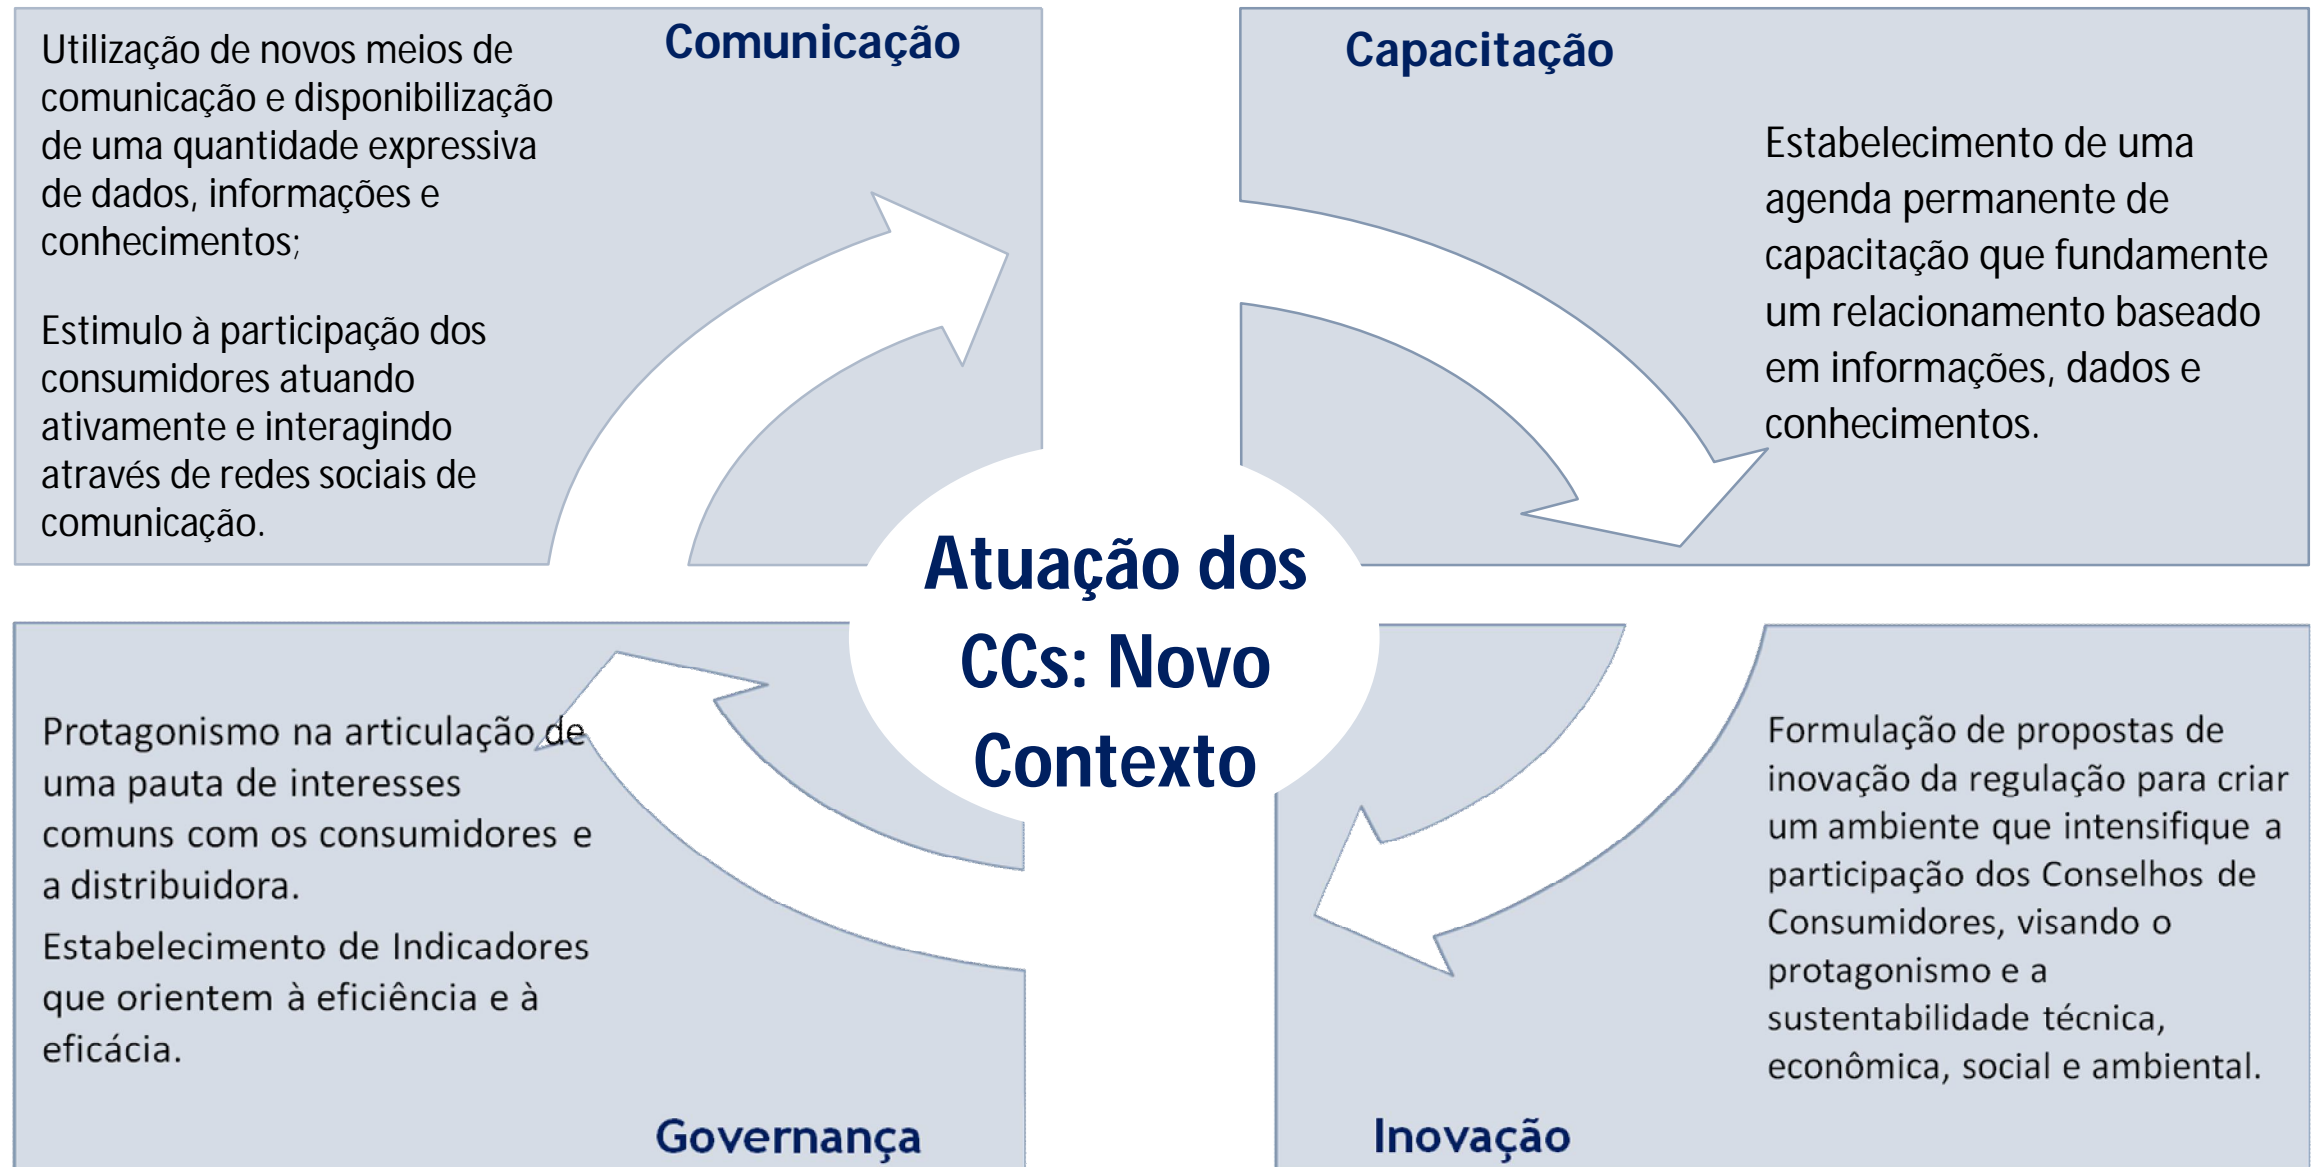 Comunicação
Utilização de novos meios de
comunicação e disponibilização
de uma quantidade expressiva
de dados, informações e
conhecimentos;
Estimulo à participação dos
consumidores atuando
ativamente e interagindo
através de redes sociais de
comunicação.
Capacitação
Estabelecimento de uma
agenda permanente de
capacitação que fundamente
um relacionamento baseado
em informações, dados e
conhecimentos.
Atuação dos
CCs: Novo
Contexto
Protagonismo na articulação de
uma pauta de interesses
comuns com os consumidores e
a distribuidora.
Estabelecimento de Indicadores
que orientem à eficiência e à
eficácia.
Governança
Formulação de propostas de
inovação da regulação para criar
um ambiente que intensifique a
participação dos Conselhos de
Consumidores, visando o
protagonismo e a
sustentabilidade técnica,
econômica, social e ambiental.
Inovação